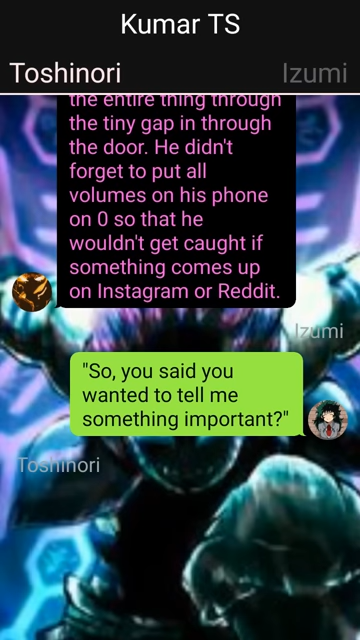 Kumar TS
Toshinori Izumi
the entire thing through
the tiny gap in through
the door. He didn't
forget to put all
volumes on his phone
on 0 so that he
wouldn't get caught if
something comes up
on Instagram or Reddit.
Izumi
"So, you said you
wanted to tell me
something important?"
Toshinori